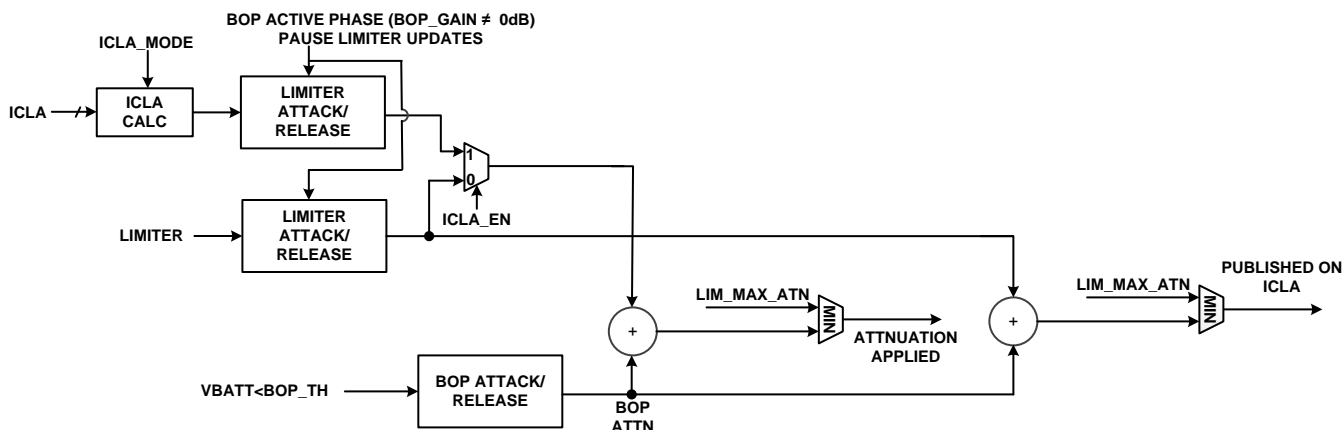 BOP ACTIVE PHASE (BOP_GAIN ≠ 0dB)
PAUSE LIMITER UPDATES
ICLA_MODE
ICLA
ICLA
CALC
LIMITER
ATTACK/
RELEASE
1
0
ICLA_EN
LIMITER
LIMITER
ATTACK/
RELEASE
LIM_MAX_ATN
MIN
ATTNUATION
APPLIED
LIM_MAX_ATN
MIN
PUBLISHED ON
ICLA
+
+
VBATT<BOP_TH
BOP ATTACK/
RELEASE
BOP
ATTN